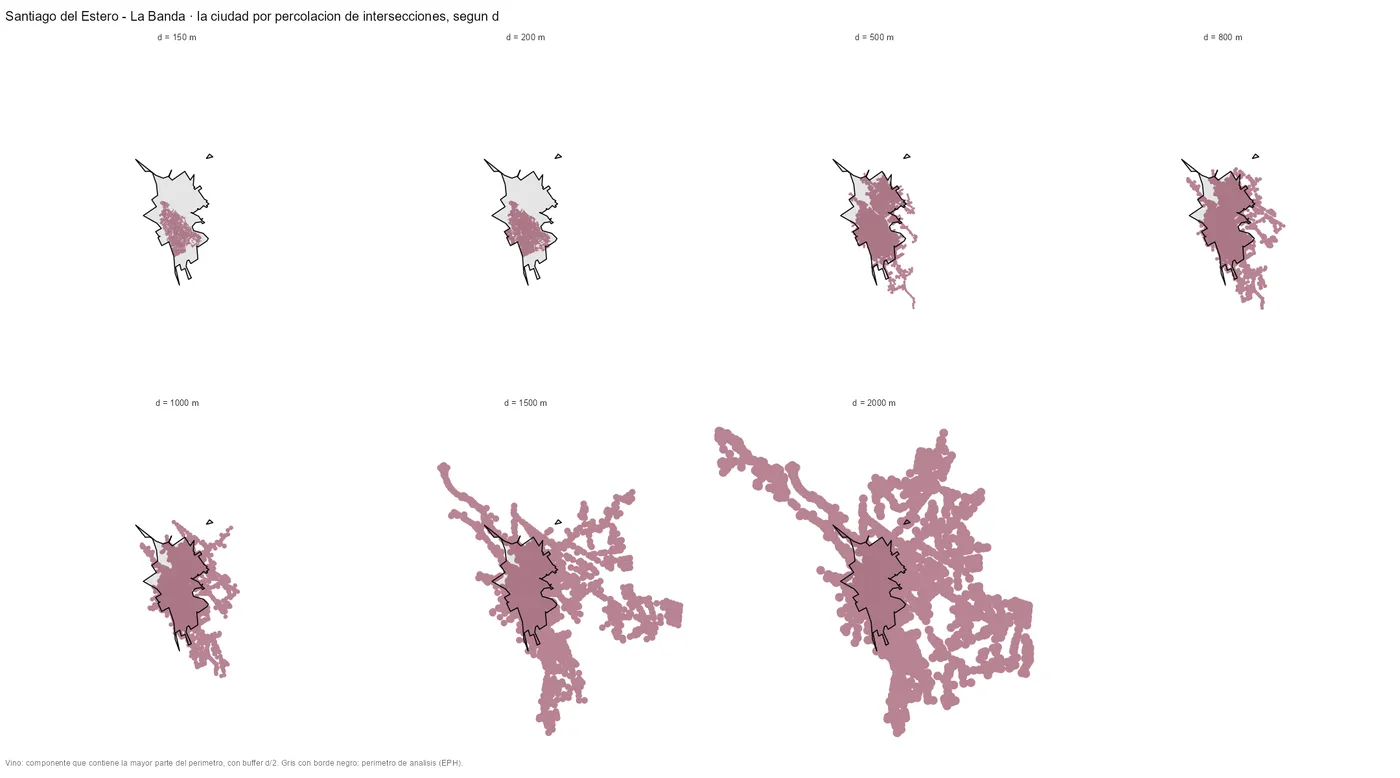 Santiago del Estero - La Banda · la ciudad por percolacion de intersecciones, segun d
d = 150 m
d = 200 m
d = 500 m
d = 800 m
d = 1000 m
d = 1500 m
d = 2000 m
Vino: componente que contiene la mayor parte del perimetro, con buffer d/2. Gris con borde negro: perimetro de analisis (EPH).